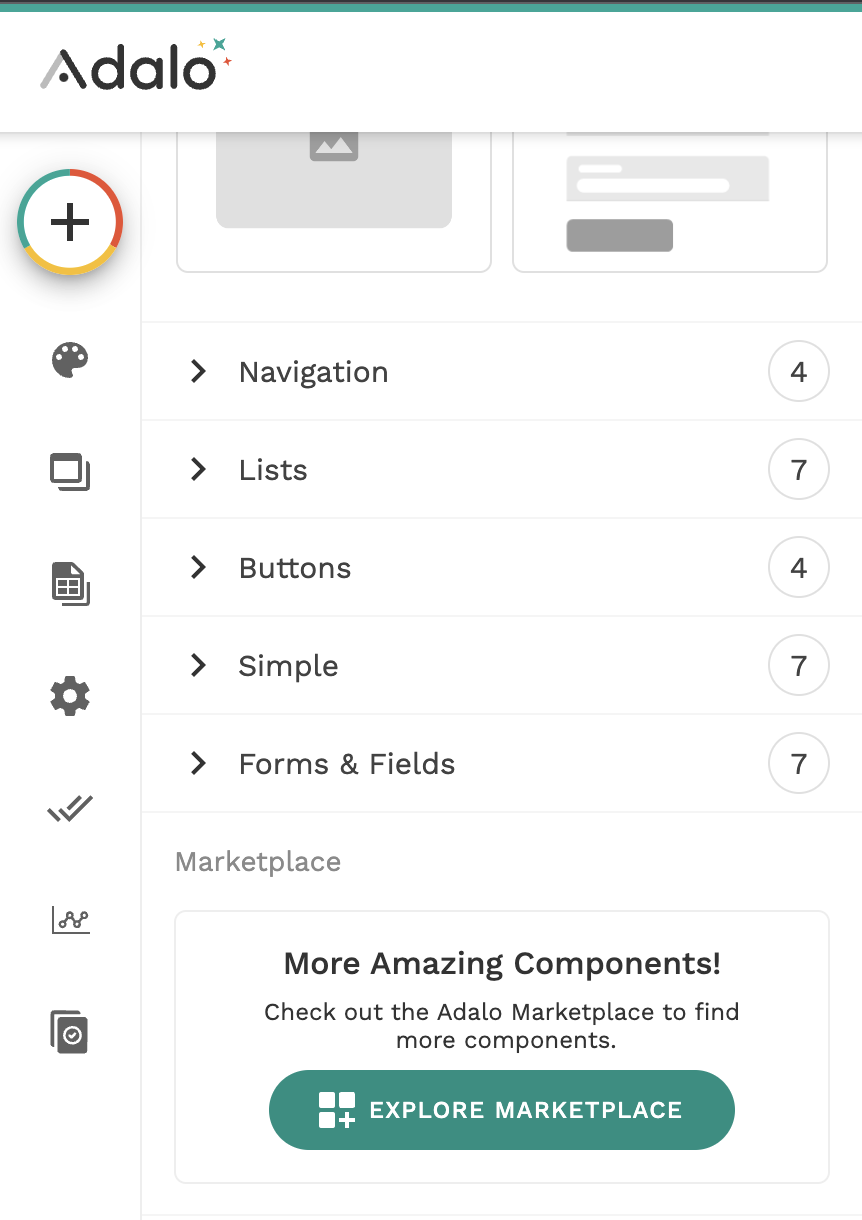 Adalo
Navigation 4
Lists 7
Buttons 4
Simple 7
Forms & Fields 7
Marketplace
More Amazing Components!
Check out the Adalo Marketplace to find
more components.
EXPLORE MARKETPLACE